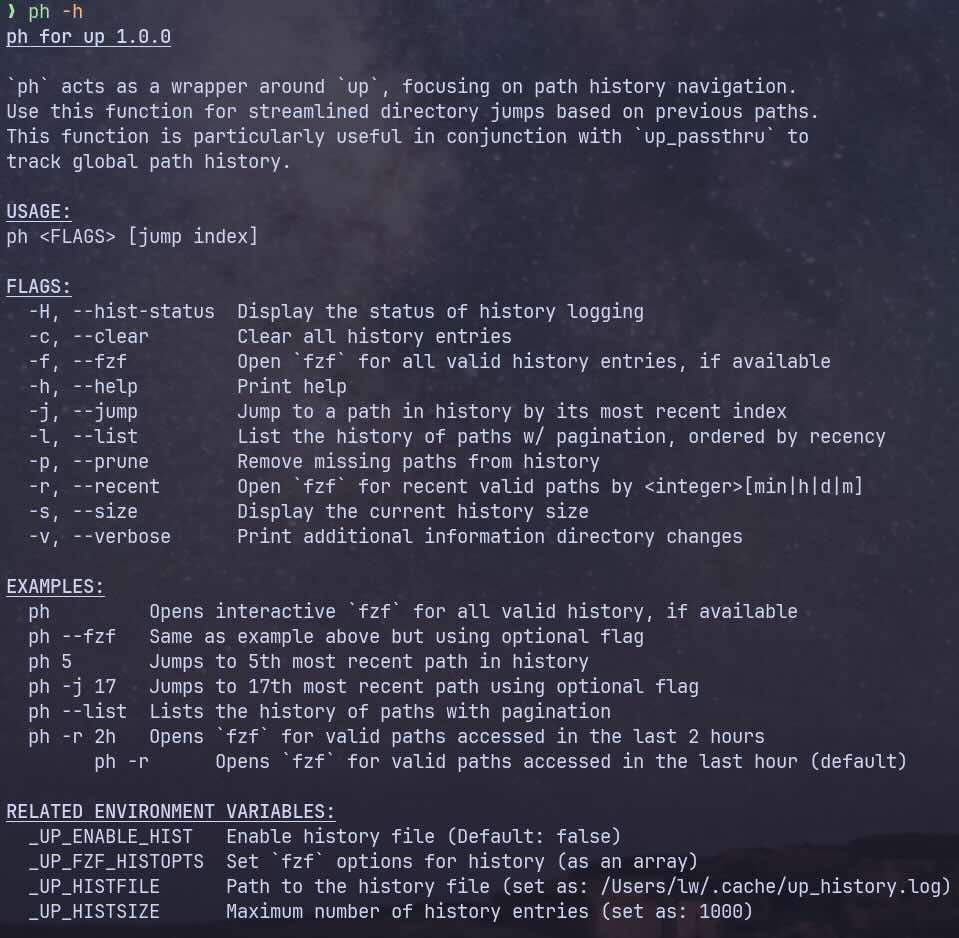 ❯ ph -h
ph for up 1.0.0

`ph` acts as a wrapper around `up`, focusing on path history navigation.
Use this function for streamlined directory jumps based on previous paths.
This function is particularly useful in conjunction with `up_passthru` to
track global path history.

USAGE:
ph <FLAGS> [jump index]

FLAGS:
  -H, --hist-status  Display the status of history logging
  -c, --clear        Clear all history entries
  -f, --fzf          Open `fzf` for all valid history entries, if available
  -h, --help         Print help
  -j, --jump         Jump to a path in history by its most recent index
  -l, --list         List the history of paths w/ pagination, ordered by recency
  -p, --prune        Remove missing paths from history
  -r, --recent       Open `fzf` for recent valid paths by <integer>[min|h|d|m]
  -s, --size         Display the current history size
  -v, --verbose      Print additional information directory changes

EXAMPLES:
  ph         Opens interactive `fzf` for all valid history, if available
  ph --fzf   Same as example above but using optional flag
  ph 5       Jumps to 5th most recent path in history
  ph -j 17   Jumps to 17th most recent path using optional flag
  ph --list  Lists the history of paths with pagination
  ph -r 2h   Opens `fzf` for valid paths accessed in the last 2 hours
        ph -r      Opens `fzf` for valid paths accessed in the last hour (default)

RELATED ENVIRONMENT VARIABLES:
  _UP_ENABLE_HIST   Enable history file (Default: false)
  _UP_FZF_HISTOPTS  Set `fzf` options for history (as an array)
  _UP_HISTFILE      Path to the history file (set as: /Users/lw/.cache/up_history.log)
  _UP_HISTSIZE      Maximum number of history entries (set as: 1000)